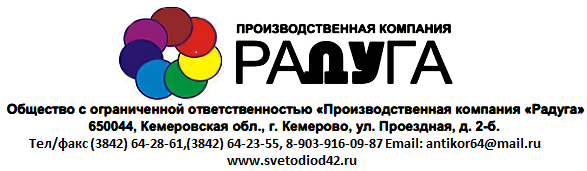 ПРОИЗВОДСТВЕННАЯ КОМПАНИЯ
РАДУГА
Общество с ограниченной ответственностью «Производственная компания «Радуга»
650044, Кемеровская обл., г. Кемерово, ул. Проездная, д. 2-б.
Тел/факс (3842) 64-28-61,(3842) 64-23-55, 8-903-916-09-87 Email: antikor64@mail.ru
www.svetodiod42.ru